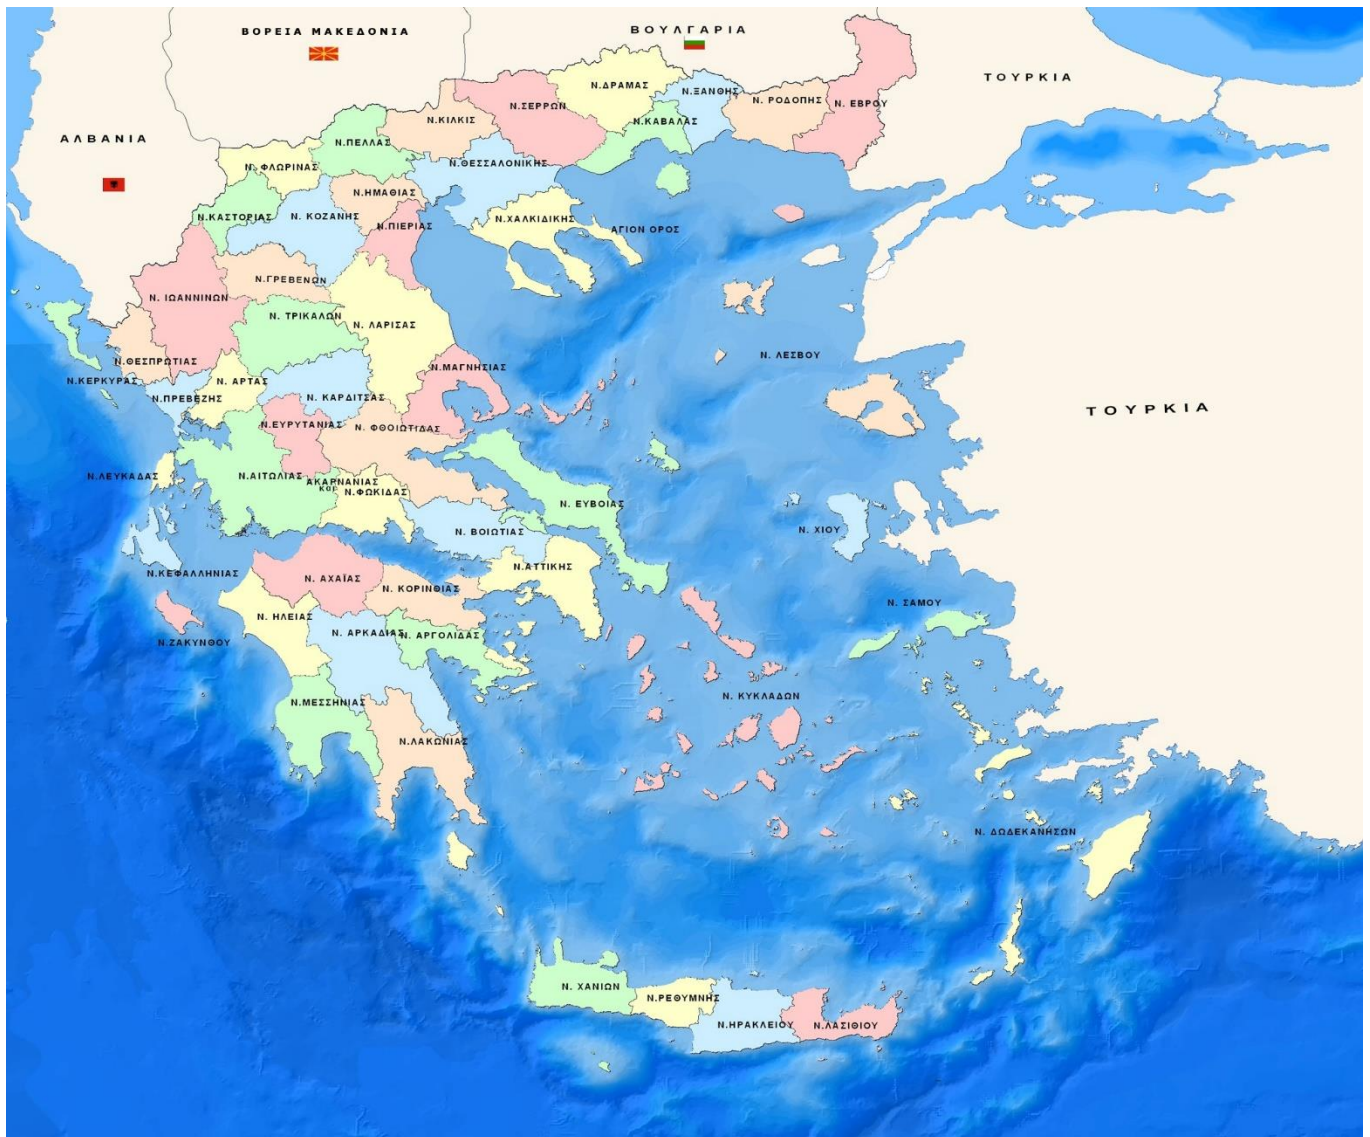 ΒΟΡΕΙΑ ΜΑΚΕΔΟΝΙΑ
ΒΟΥΛΓΑΡΙΑ
ΤΟΥΡΚΙΑ
ΑΛΒΑΝΙΑ
Ν.ΔΡΑΜΑΣ
Ν.ΞΑΝΘΗΣ
Ν. ΡΟΔΟΠΗΣ
Ν. ΕΒΡΟΥ
Ν.ΣΕΡΡΩΝ
Ν.ΚΙΛΚΙΣ
Ν.ΚΑΒΑΛΑΣ
Ν.ΠΕΛΛΑΣ
Ν.ΘΕΣΣΑΛΟΝΙΚΗΣ
Ν. ΦΛΩΡΙΝΑΣ
Ν.ΗΜΑΘΙΑΣ
Ν.ΚΑΣΤΟΡΙΑΣ
Ν. ΚΟΖΑΝΗΣ
Ν.ΠΙΕΡΙΑΣ
Ν.ΧΑΛΚΙΔΙΚΗΣ
ΑΓΙΟΝ ΟΡΟΣ
Ν.ΓΡΕΒΕΝΩΝ
Ν. ΙΩΑΝΝΙΝΩΝ
Ν. ΤΡΙΚΑΛΩΝ
Ν. ΛΑΡΙΣΑΣ
Ν. ΛΕΣΒΟΥ
Ν.ΘΕΣΠΡΩΤΙΑΣ
Ν.ΜΑΓΝΗΣΙΑΣ
Ν.ΚΕΡΚΥΡΑΣ
Ν. ΑΡΤΑΣ
Ν.ΠΡΕΒΕΖΗΣ
Ν. ΚΑΡΔΙΤΣΑΣ
ΤΟΥΡΚΙΑ
Ν.ΕΥΡΥΤΑΝΙΑΣ
Ν. ΦΘΟΙΩΤΙΔΑΣ
Ν.ΛΕΥΚΑΔΑΣ
Ν.ΑΙΤΩΛΙΑΣ
ΑΚΑΡΝΑΝΙΑΣ
Ν.ΦΩΚΙΔΑΣ
Ν. ΕΥΒΟΙΑΣ
Ν. ΒΟΙΩΤΙΑΣ
Ν. ΧΙΟΥ
Ν.ΑΤΤΙΚΗΣ
Ν.ΚΕΦΑΛΛΗΝΙΑΣ
Ν. ΑΧΑΪΑΣ
Ν. ΚΟΡΙΝΘΙΑΣ
Ν. ΣΑΜΟΥ
Ν. ΗΛΕΙΑΣ
Ν. ΑΡΚΑΔΙΑΣ
Ν. ΑΡΓΟΛΙΔΑΣ
Ν.ΖΑΚΥΝΘΟΥ
Ν. ΚΥΚΛΑΔΩΝ
Ν.ΜΕΣΣΗΝΙΑΣ
Ν.ΛΑΚΩΝΙΑΣ
Ν. ΔΩΔΕΚΑΝΗΣΩΝ
Ν. ΧΑΝΙΩΝ
Ν.ΡΕΘΥΜΝΗΣ
Ν.ΗΡΑΚΛΕΙΟΥ
Ν.ΛΑΣΙΘΙΟΥ